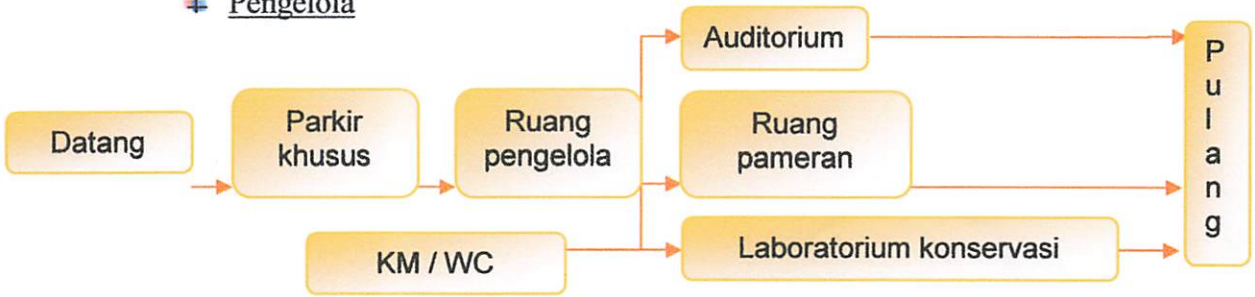 Pengelola
Datang
Parkir
khusus
Ruang
pengelola
KM / WC
Auditorium
Ruang
pameran
Laboratorium konservasi
P
u
l
a
n
g